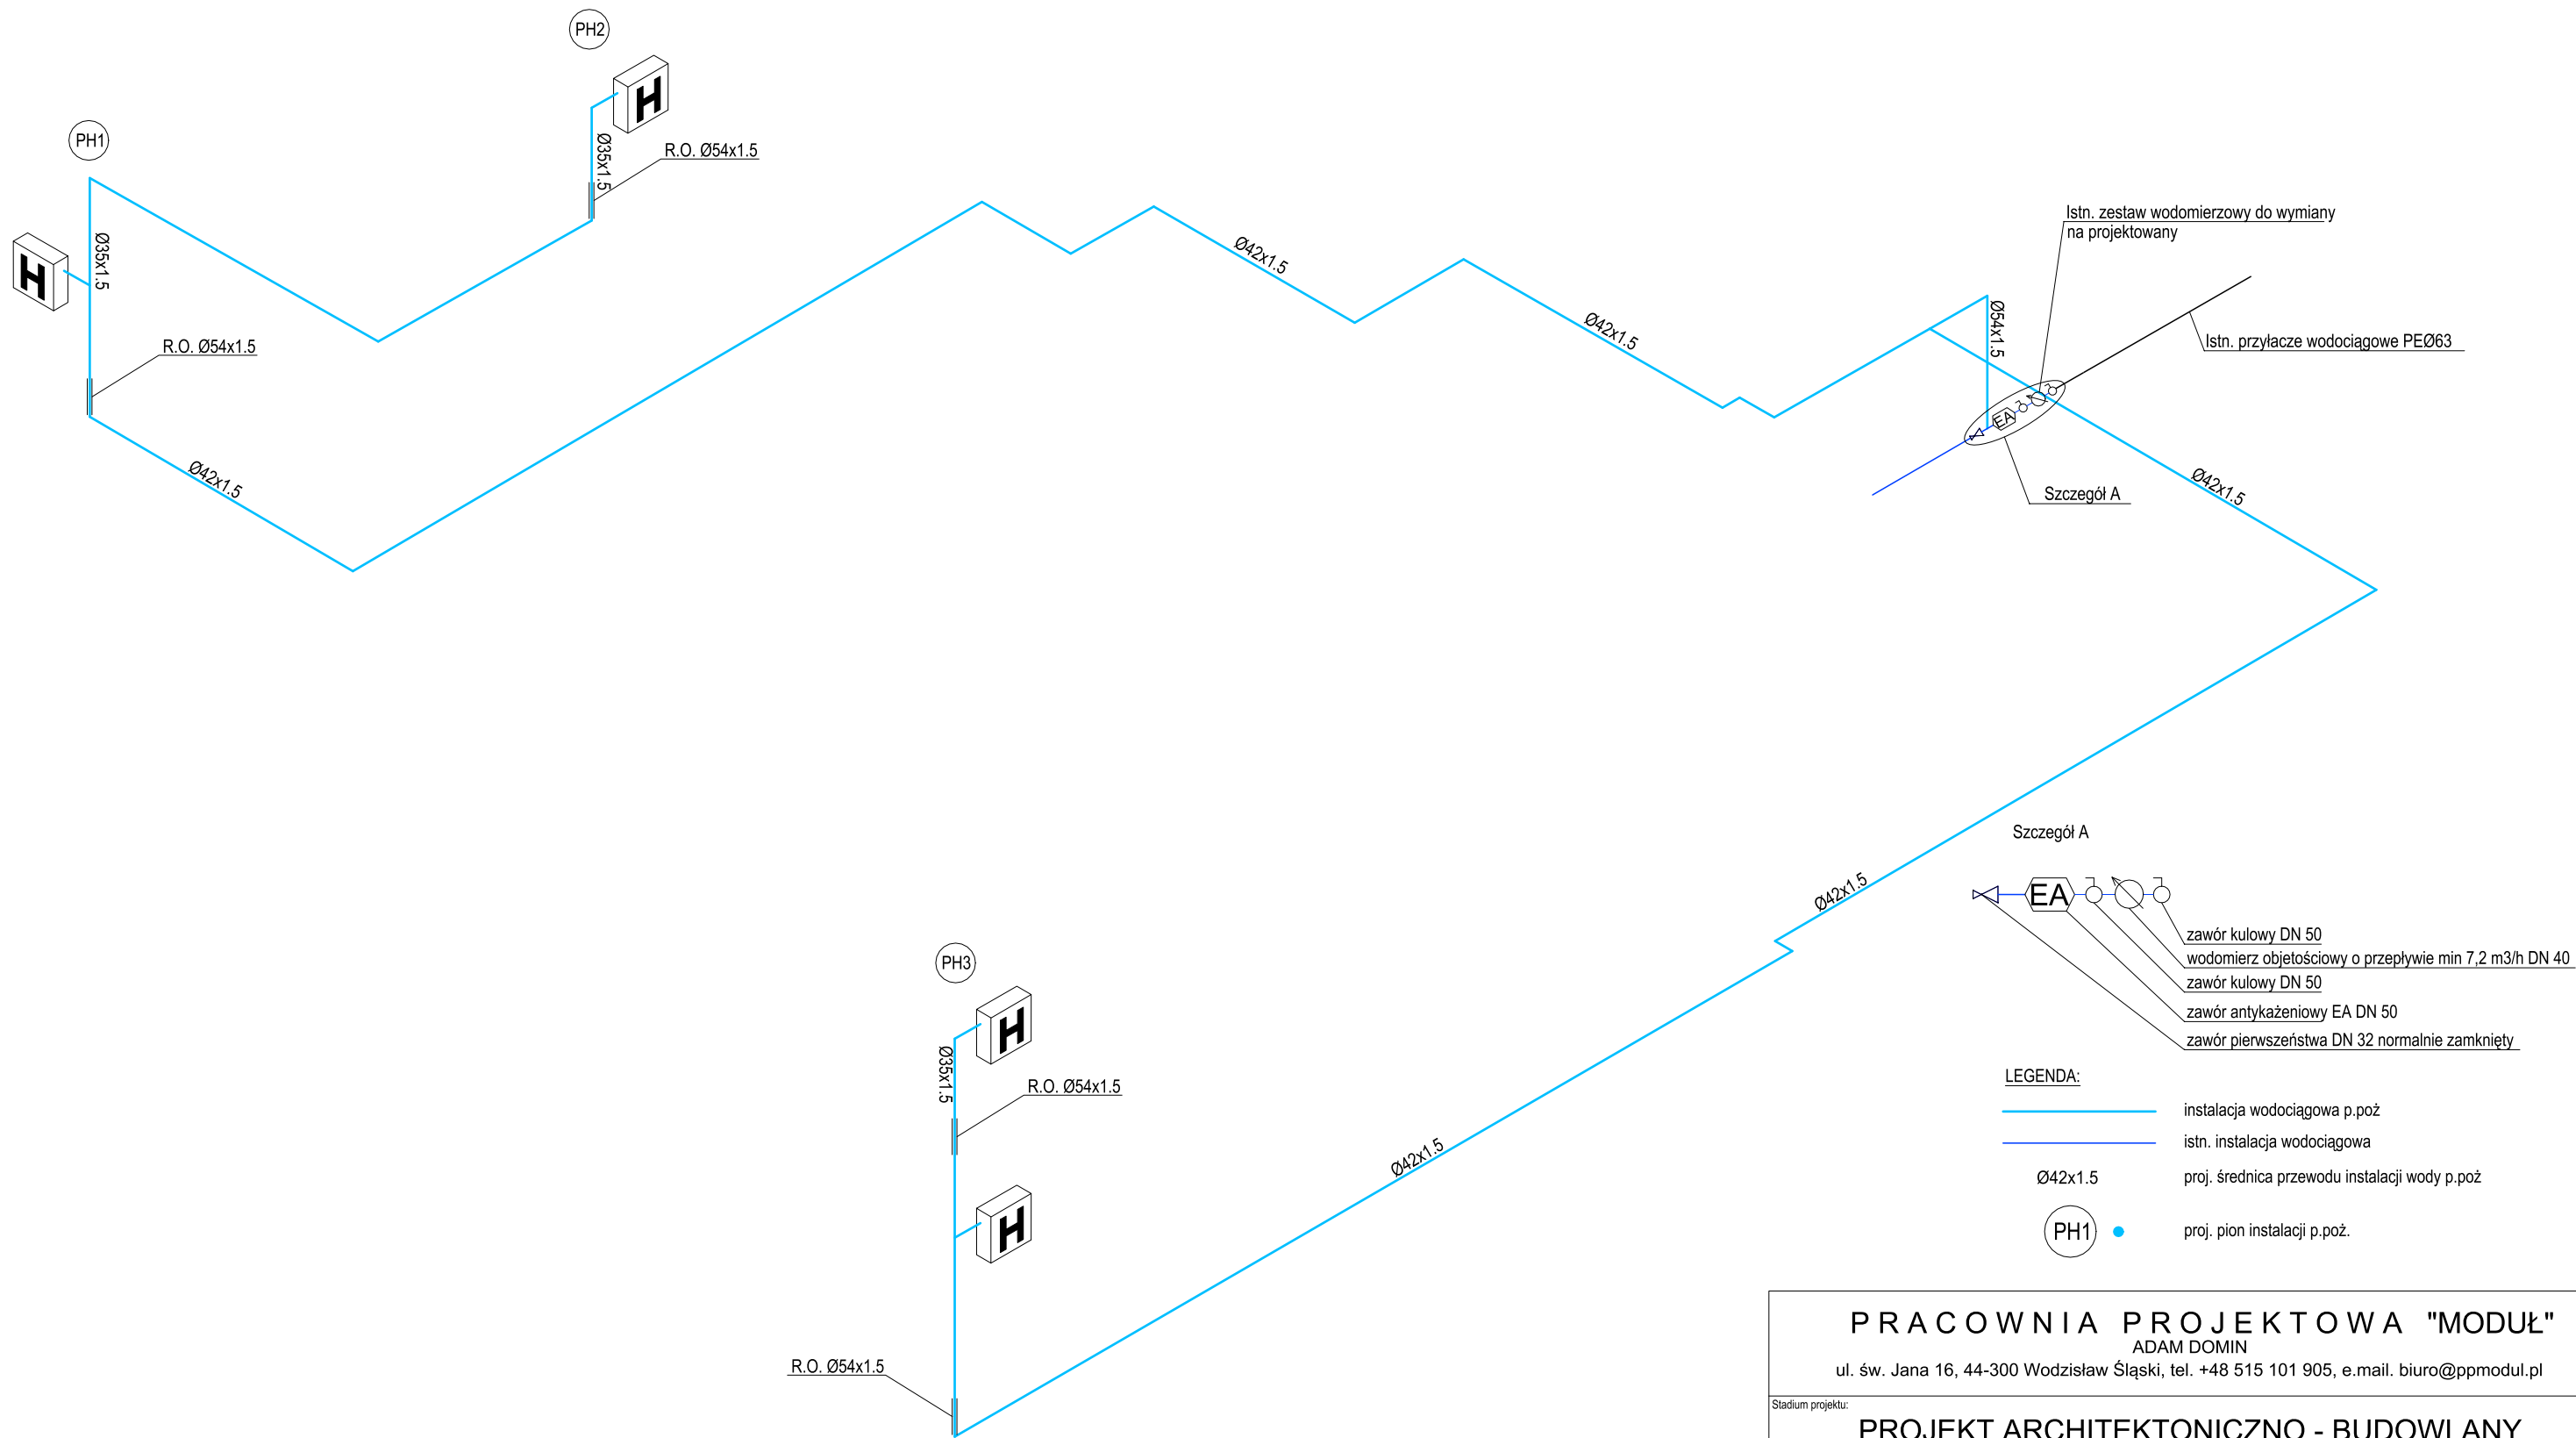 PH2
H
PH1
Ø35x1.5
R.O. Ø54x1.5
H
Ø35x1.5
R.O. Ø54x1.5
Ø42x1.5
Ø42x1.5
Ø42x1.5
Ø54x1.5
Istn. zestaw wodomierzowy do wymiany
na projektowany
Istn. przyłacze wodociągowe PEØ63
EA
Szczegół A
Ø42x1.5
Ø42x1.5
Ø42x1.5
PH3
H
Ø35x1.5
R.O. Ø54x1.5
H
R.O. Ø54x1.5
Szczegół A
EA
zawór kulowy DN 50
wodomierz objetościowy o przepływie min 7,2 m3/h DN 40
zawór kulowy DN 50
zawór antykażeniowy EA DN 50
zawór pierwszeństwa DN 32 normalnie zamknięty
LEGENDA:
instalacja wodociągowa p.poż
istn. instalacja wodociągowa
Ø42x1.5 proj. średnica przewodu instalacji wody p.poż
PH1 proj. pion instalacji p.poż.
PRACOWNIA PROJEKTOWA "MODUŁ"
ADAM DOMIN
ul. św. Jana 16, 44-300 Wodzisław Śląski, tel. +48 515 101 905, e.mail. biuro@ppmodul.pl
Stadium projektu:
PROJEKT ARCHITEKTONICZNO - BUDOWLANY